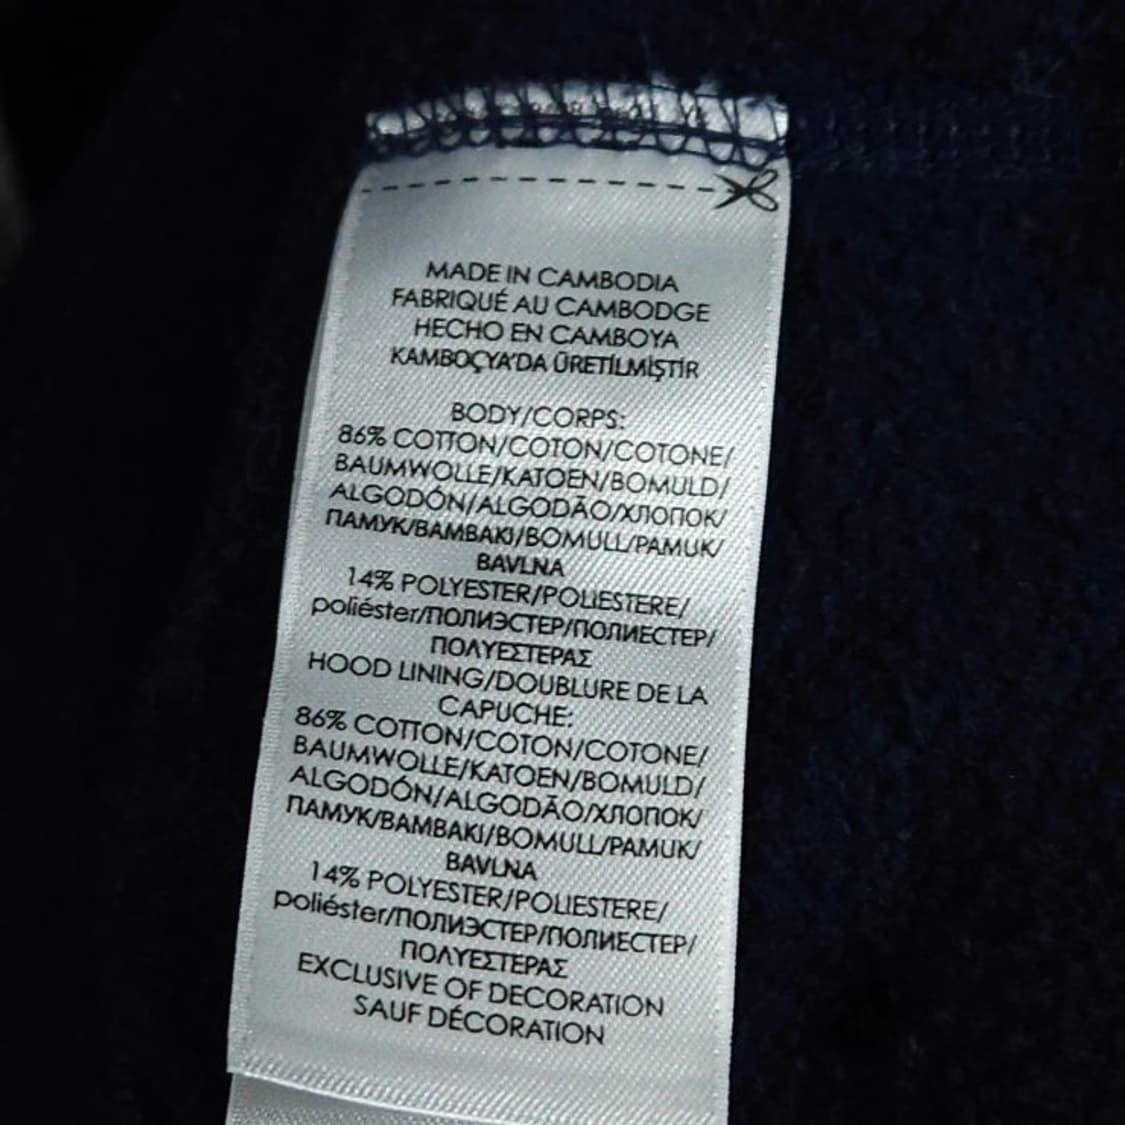 MADE IN CAMBODIA
FABRIQUÉ AU CAMBODGE
HECHO EN CAMBOYA
KAMBOÇYA'DA ÜRETİLMİŞTİR
BODY/CORPS:
86% COTTON/COTON/COTONE/
BAUMWOLLE/KATOEN/BOMULD/
ALGODÓN/ALGODÃO/ХЛОПОК/
ПАМУК/ΒΑΜΒΑΚΙ/BOMULL/PAMUK/
BAVLNA
14% POLYESTER/POLIESTERE/
poliéster/ПОЛИЭСТЕР/ПОЛИЕСТЕР/
ΠΟΛΥΕΣΤΕΡΑΣ
HOOD LINING/DOUBLURE DE LA
CAPUCHE:
86% COTTON/COTON/COTONE/
BAUMWOLLE/KATOEN/BOMULD/
ALGODÓN/ALGODÃO/ХЛОПОК/
ПАМУК/ΒΑΜΒΑΚΙ/BOMULL/PAMUK/
BAVLNA
14% POLYESTER/POLIESTERE/
poliéster/ПОЛИЭСТЕР/ПОЛИЕСТЕР/
ΠΟΛΥΕΣΤΕΡΑΣ
EXCLUSIVE OF DECORATION
SAUF DÉCORATION